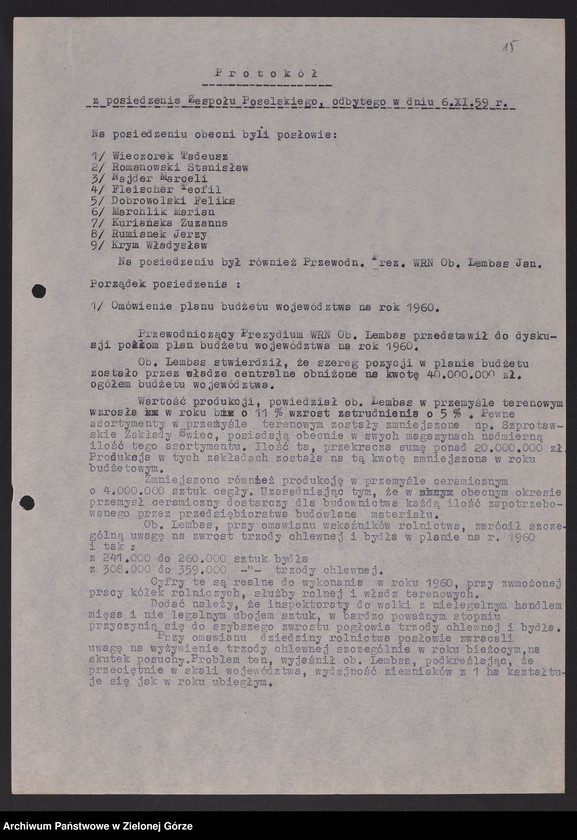 15
Protokół
z posiedzenia Zespołu Poselskiego, odbytego w dniu 6.XI.59 r.
Na posiedzeniu obecni byli posłowie:
1/ Wieczorek Tadeusz
2/ Romanowski Stanisław
3/ Najder Marceli
4/ Fleischer Teofil
5/ Dobrowolski Feliks
6/ Marchlik Marian
7/ Kuriańska Zuzanna
8/ Rumianek Jerzy
9/ Krym Władysław
Na posiedzeniu był również Przewodn. Prez. WRN Ob. Lembas Jan.
Porządek posiedzenia :
1/ Omówienie planu budżetu województwa na rok 1960.
Przewodniczący Prezydium WRN Ob. Lembas przedstawił do dysku-
sji posłom plan budżetu województwa na rok 1960.
Ob. Lembas stwierdził, że szereg pozycji w planie budżetu
zostało przez władze centralne obniżone na kwotę 40.000.000 zł.
ogółem budżetu województwa.
Wartość produkcji, powiedział ob. Lembas w przemyśle terenowym
wzrosła w roku o 11 % wzrost zatrudnienia o 5 % . Pewne
asortymenty w przemyśle terenowym zostały zmniejszone np. Szprotaw-
skie Zakłady Świec, posiadają obecnie w swych magazynach nadmierną
ilość tego asortymentu. Ilość ta, przekracza sumę ponad 20.000.000 zł.
Produkcja w tych zakładach została na tą kwotę zmniejszona w roku
budżetowym.
Zmniejszono również produkcję w przemyśle ceramicznym
o 4.000.000 sztuk cegły. Uzasadniając tym, że w obecnym okresie
przemysł ceramiczny dostarczy dla budownictwa każdą ilość zapotrzebo-
wanego przez przedsiębiorstwa budowlane materiału.
Ob. Lembas, przy omawianiu wskaźników rolnictwa, zwrócił szcze-
gólną uwagę na zwrost trzody chlewnej i bydła w planie na r. 1960
i tak :
z 241.000 do 260.000 sztuk bydła
z 308.000 do 359.000 -"- trzody chlewnej.
Cyfry te są realne do wykonania w roku 1960, przy zwmożonej
pracy kółek rolniczych, służby rolnej i władz terenowych.
Dodać należy, że inspektoraty do walki z nielegalnym handlem
mięsa i nie legalnym ubojem sztuk, w bardzo poważnym stopniu
przyczynią się do szybszego zwrostu pogłowia trzody chlewnej i bydła.
Przy omawianu dziedziny rolnictwa posłowie zwracali
uwagę na wyżywienie trzody chlewnej szczególnie w roku bieżącym,na
skutek posuchy.Problem ten, wyjaśnił ob. Lembas, podkreślając, że
przeciętnie w skali województwa, wydajność ziemniaków z 1 ha kształtu-
je się jak w roku ubiegłym.
Archiwum Państwowe w Zielonej Górze